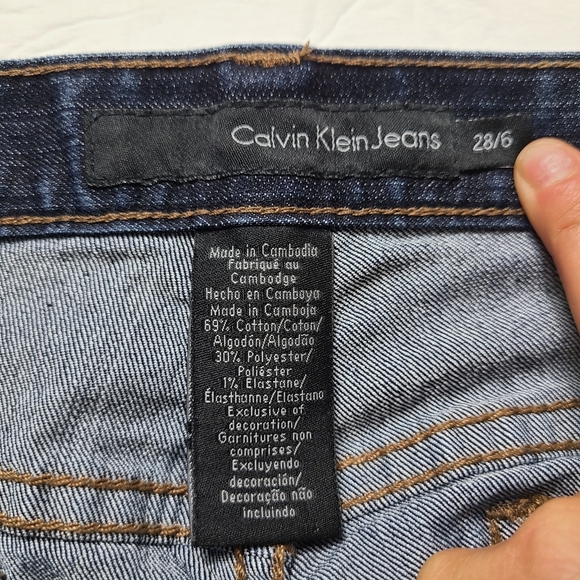 Calvin Klein Jeans 28/6
Made in Cambodia
Fabriqué au
Cambodge
Hecho en Camboya
Made in Camboja
69% Cotton/Coton/
Algodón/Algodão
30% Polyester/
Poliéster
1% Elastane/
Élasthanne/Elastano
Exclusive of
decoration/
Garnitures non
comprises/
Excluyendo
decoración/
Decoração não
incluindo